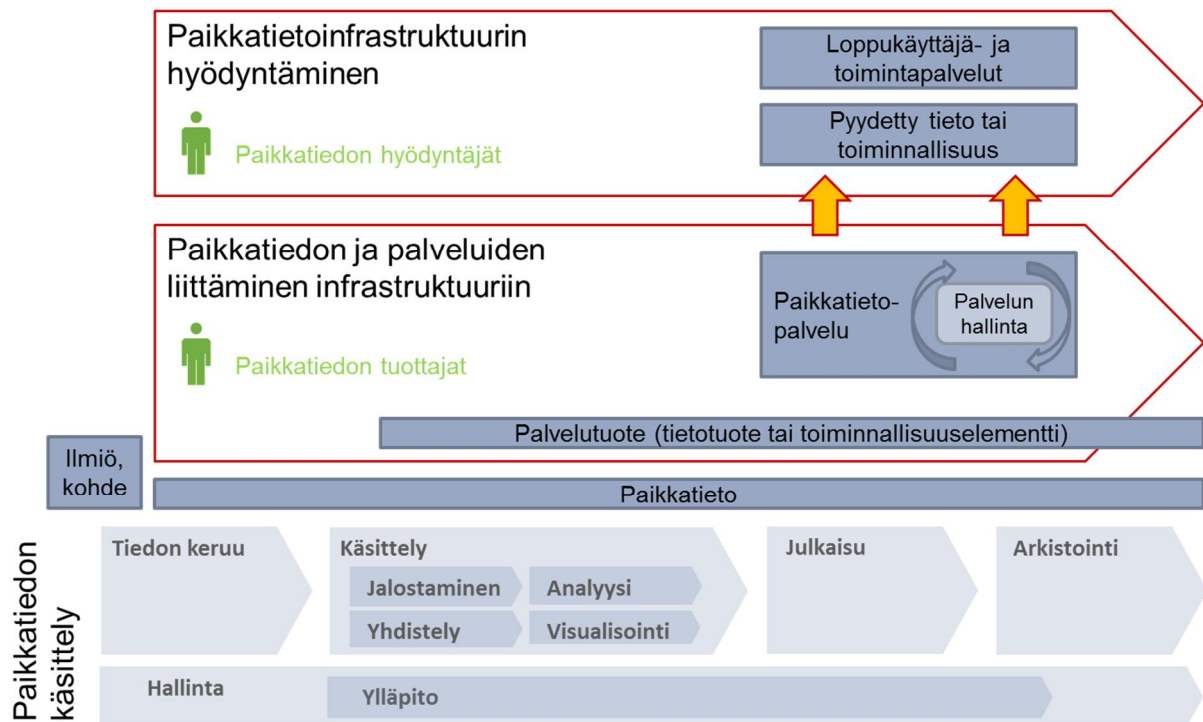 Paikkatietoinfrastruktuurin
hyödyntäminen
Paikkatiedon hyödyntäjät
Loppukäyttäjä- ja
toimintapalvelut
Pyydetty tieto tai
toiminnallisuus
Paikkatiedon ja palveluiden
liittäminen infrastruktuuriin
Paikkatiedon tuottajat
Paikkatieto-
palvelu
Palvelun
hallinta
Palvelutuote (tietotuote tai toiminnallisuuselementti)
Ilmiö,
kohde
Paikkatieto
Paikkatiedon
käsittely
Tiedon keruu
Käsittely
Jalostaminen
Analyysi
Yhdistely
Visualisointi
Julkaisu
Arkistointi
Hallinta
Ylläpito